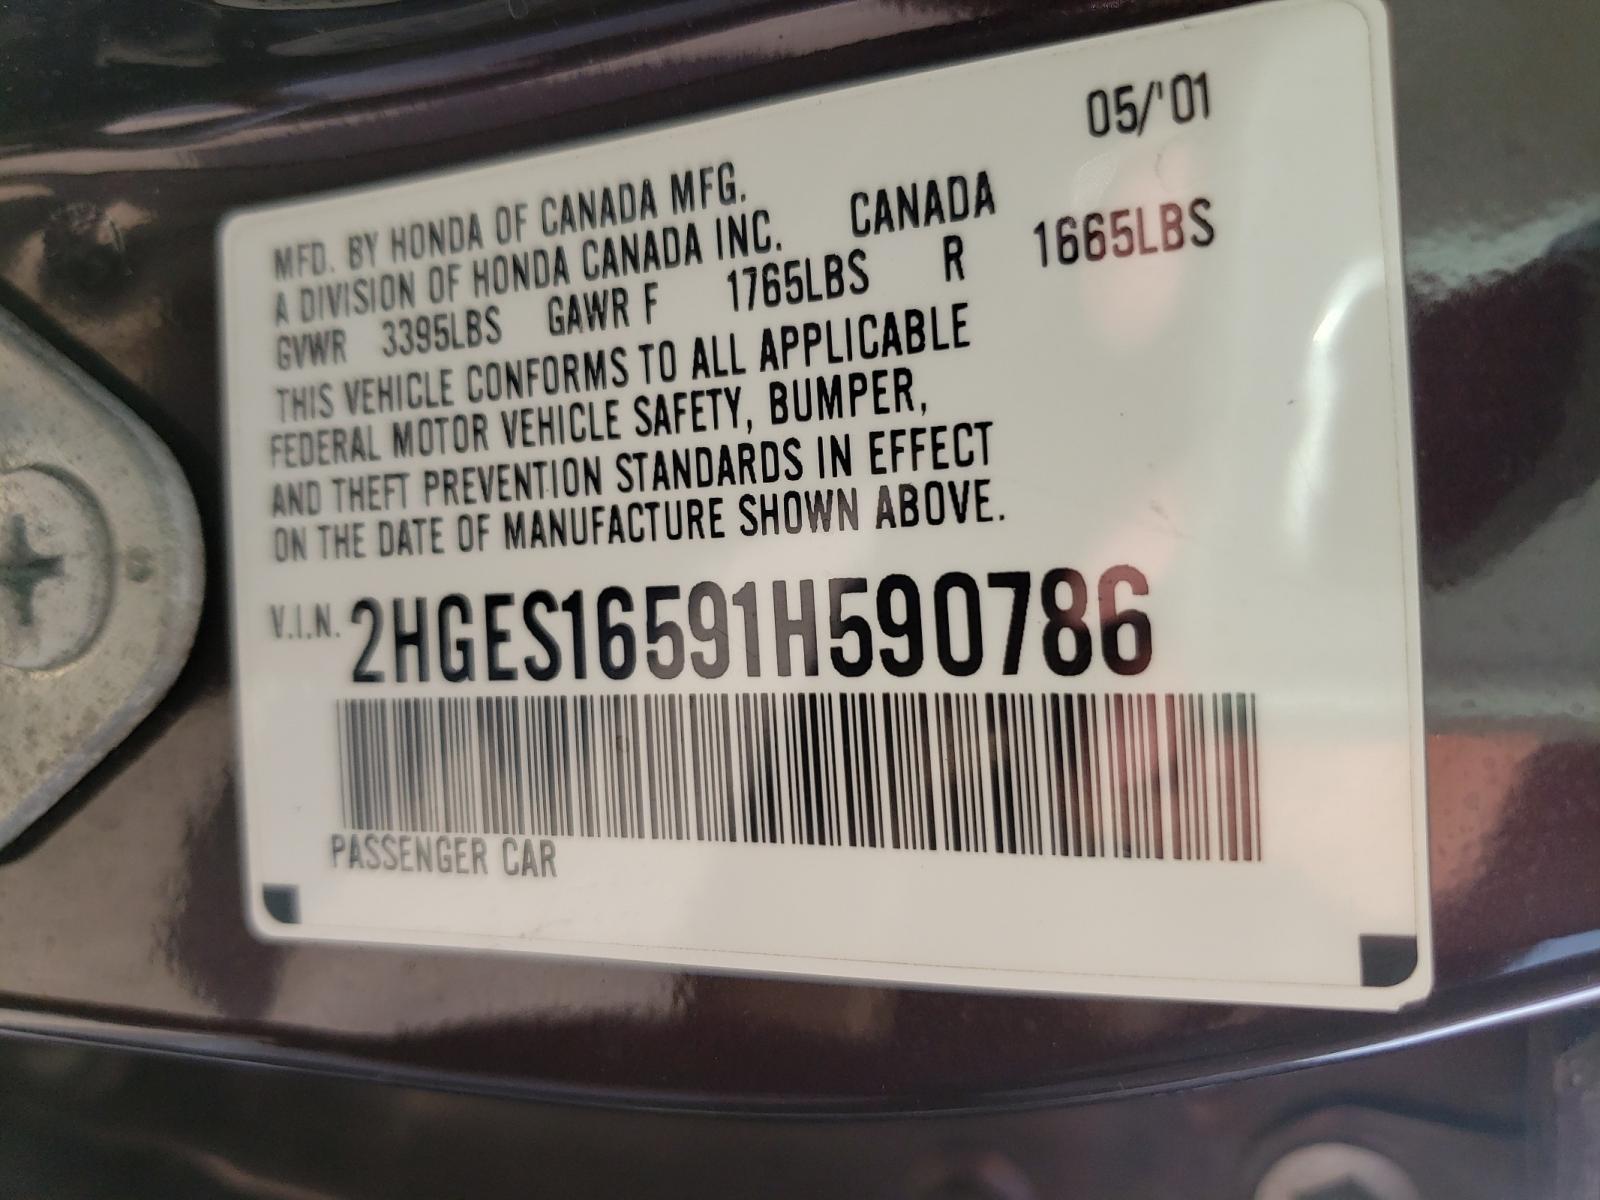 05/'01
MFD. BY HONDA OF CANADA MFG.
A DIVISION OF HONDA CANADA INC. CANADA
GVWR 3395LBS GAWR F 1765LBS R 1665LBS
THIS VEHICLE CONFORMS TO ALL APPLICABLE
FEDERAL MOTOR VEHICLE SAFETY, BUMPER,
AND THEFT PREVENTION STANDARDS IN EFFECT
ON THE DATE OF MANUFACTURE SHOWN ABOVE.
V.I.N. 2HGES16591H590786
PASSENGER CAR